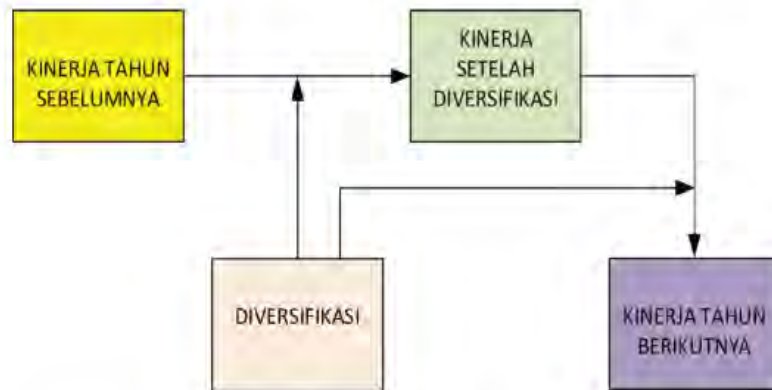 KINERJA TAHUN
SEBELUMNYA
KINERJA
SETELAH
DIVERSIFIKASI
DIVERSIFIKASI
KINERJA TAHUN
BERIKUTNYA